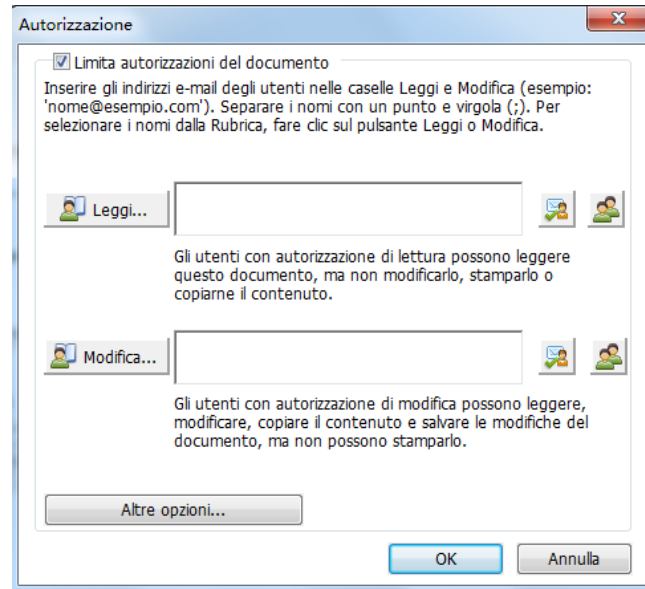 Autorizzazione
Limita autorizzazioni del documento
Inserire gli indirizzi e-mail degli utenti nelle caselle Leggi e Modifica (esempio:
'nome@esempio.com'). Separare i nomi con un punto e virgola (;). Per
selezionare i nomi dalla Rubrica, fare clic sul pulsante Leggi o Modifica.
Leggi...
Gli utenti con autorizzazione di lettura possono leggere
questo documento, ma non modificarlo, stamparlo o
copiarne il contenuto.
Modifica...
Gli utenti con autorizzazione di modifica possono leggere,
modificare, copiare il contenuto e salvare le modifiche del
documento, ma non possono stamparlo.
Altre opzioni...
OK Annulla